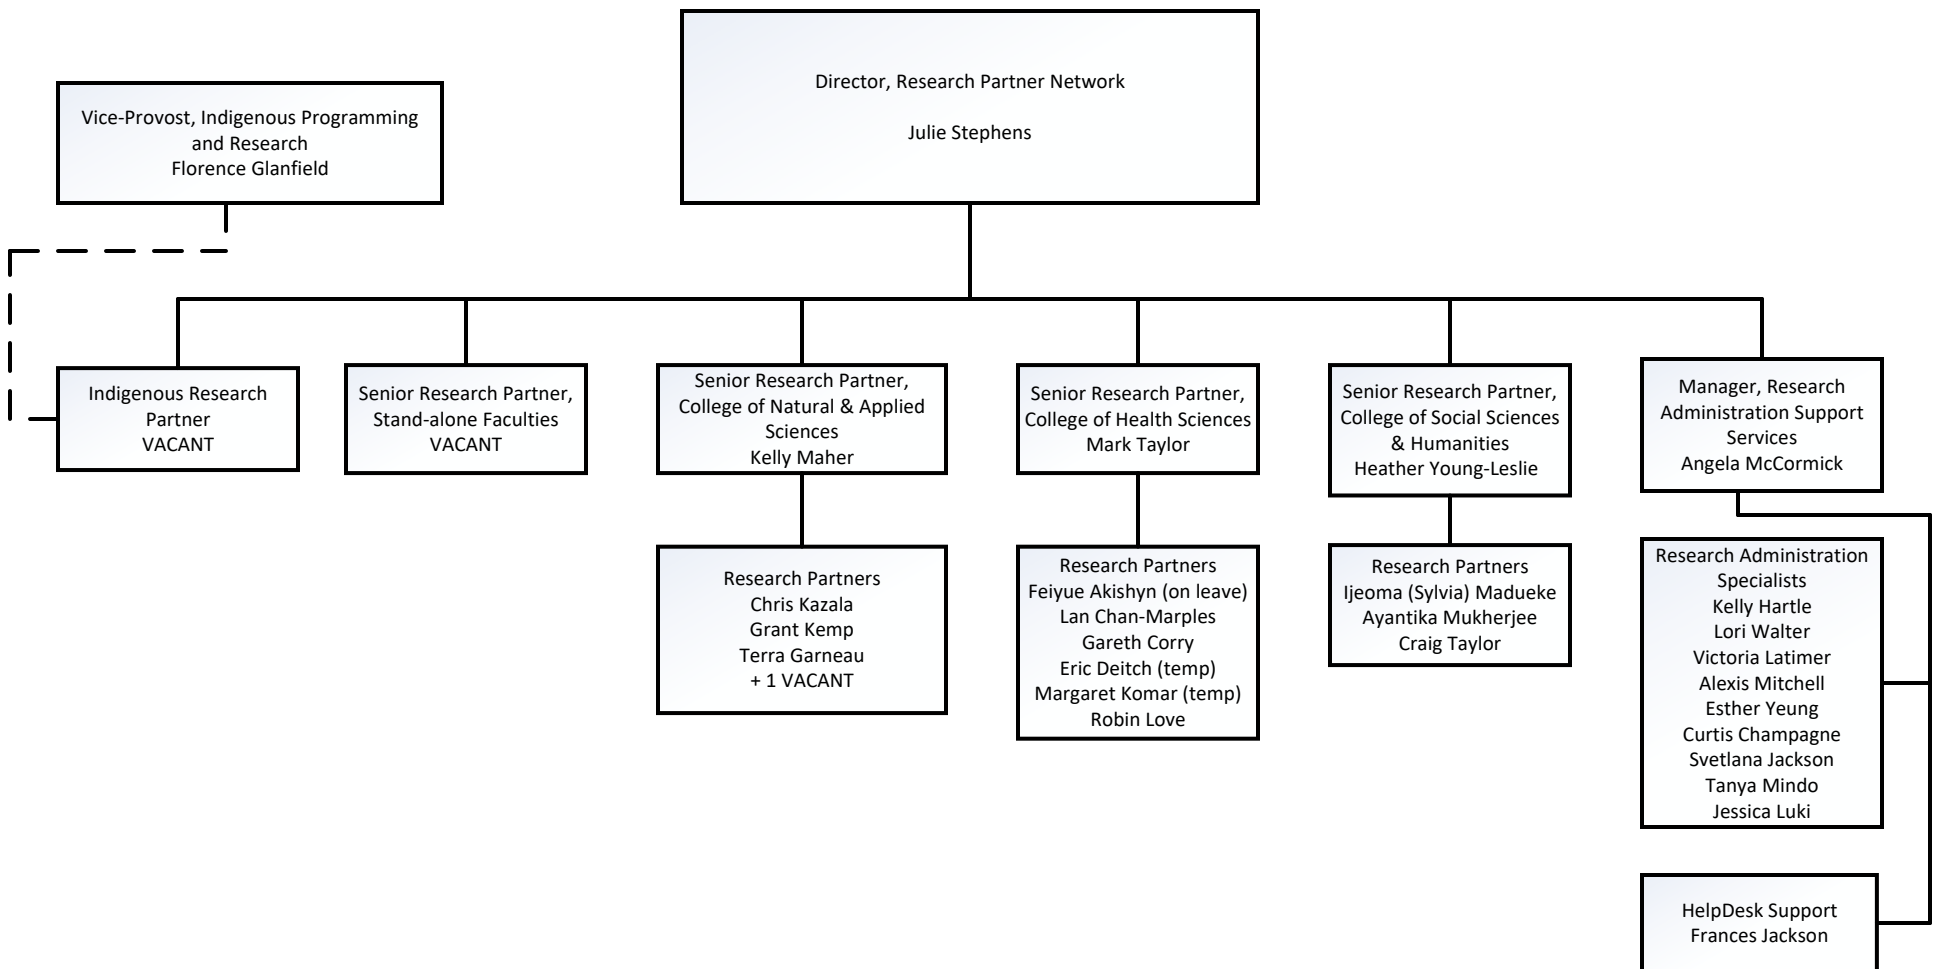 Director, Research Partner Network
Julie Stephens
Vice-Provost, Indigenous Programming
and Research
Florence Glanfield
Indigenous Research
Partner
VACANT
Senior Research Partner,
Stand-alone Faculties
VACANT
Senior Research Partner,
College of Natural & Applied
Sciences
Kelly Maher
Senior Research Partner,
College of Health Sciences
Mark Taylor
Senior Research Partner,
College of Social Sciences
& Humanities
Heather Young-Leslie
Manager, Research
Administration Support
Services
Angela McCormick
Research Partners
Chris Kazala
Grant Kemp
Terra Garneau
+ 1 VACANT
Research Partners
Feiyue Akishyn (on leave)
Lan Chan-Marples
Gareth Corry
Eric Deitch (temp)
Margaret Komar (temp)
Robin Love
Research Partners
Ijeoma (Sylvia) Madueke
Ayantika Mukherjee
Craig Taylor
Research Administration
Specialists
Kelly Hartle
Lori Walter
Victoria Latimer
Alexis Mitchell
Esther Yeung
Curtis Champagne
Svetlana Jackson
Tanya Mindo
Jessica Luki
HelpDesk Support
Frances Jackson